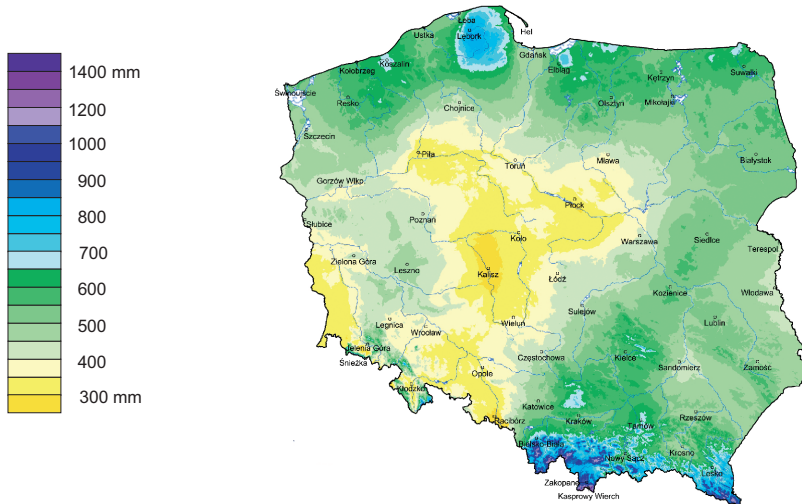 1400 mm
1200
1000
900
800
700
600
500
400
300 mm
Łeba
Ustka
Lębork
Hel
Gdańsk
Kołobrzeg
Koszalin
Elbląg
Kętrzyn
Suwałki
Świnoujście
Resko
Chojnice
Olsztyn
Mikołajki
Szczecin
Piła
Toruń
Mława
Białystok
Gorzów Wlkp.
Płock
Słubice
Poznań
Koło
Warszawa
Siedlce
Terespol
Zielona Góra
Leszno
Kalisz
Łódź
Kozienice
Włodawa
Sulejów
Legnica
Wrocław
Wieluń
Lublin
Jelenia Góra
Śnieżka
Częstochowa
Kielce
Sandomierz
Zamość
Opole
Kłodzko
Katowice
Racibórz
Kraków
Tarnów
Rzeszów
Bielsko-Biała
Nowy Sącz
Krosno
Lesko
Zakopane
Kasprowy Wierch